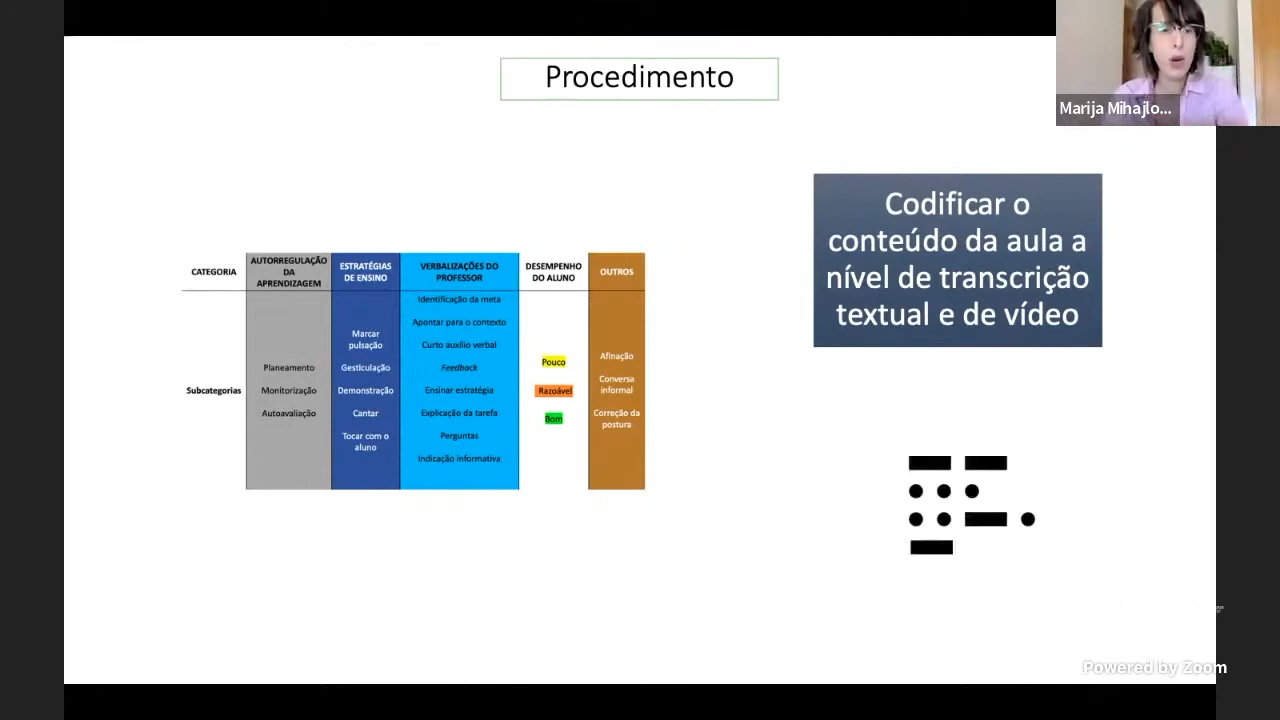 Procedimento
Marija Mihajlo...
Codificar o
conteúdo da aula a
nível de transcrição
textual e de vídeo
CATEGORIA
AUTORREGULAÇÃO
DA
APRENDIZAGEM
ESTRATÉGIAS
DE ENSINO
VERBALIZAÇÕES DO
PROFESSOR
DESEMPENHO
DO ALUNO
OUTROS
Subcategorias
Planeamento
Monitorização
Autoavaliação
Marcar
pulsação
Gesticulação
Demonstração
Cantar
Tocar com o
aluno
Identificação da meta
Apontar para o contexto
Curto auxílio verbal
Feedback
Ensinar estratégia
Explicação da tarefa
Perguntas
Indicação informativa
Pouco
Razoável
Bom
Afinação
Conversa
informal
Correção da
postura
Powered by Zoom